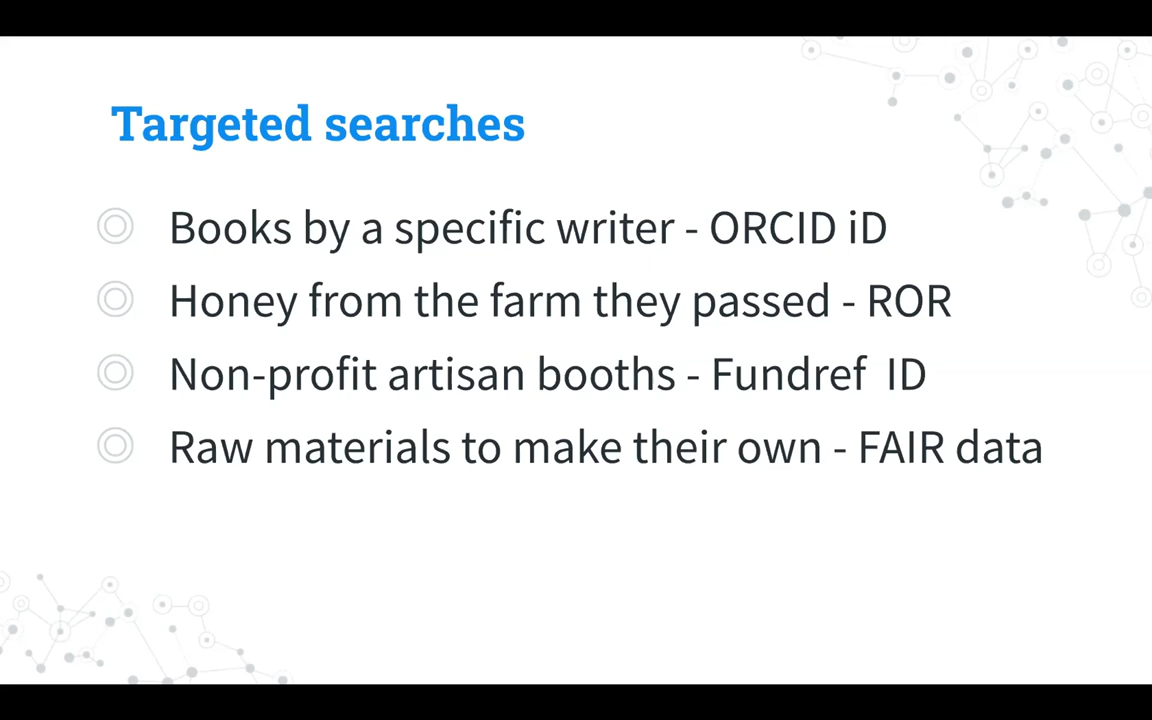 Targeted searches
Books by a specific writer - ORCID iD
Honey from the farm they passed - ROR
Non-profit artisan booths - Fundref  ID
Raw materials to make their own - FAIR data